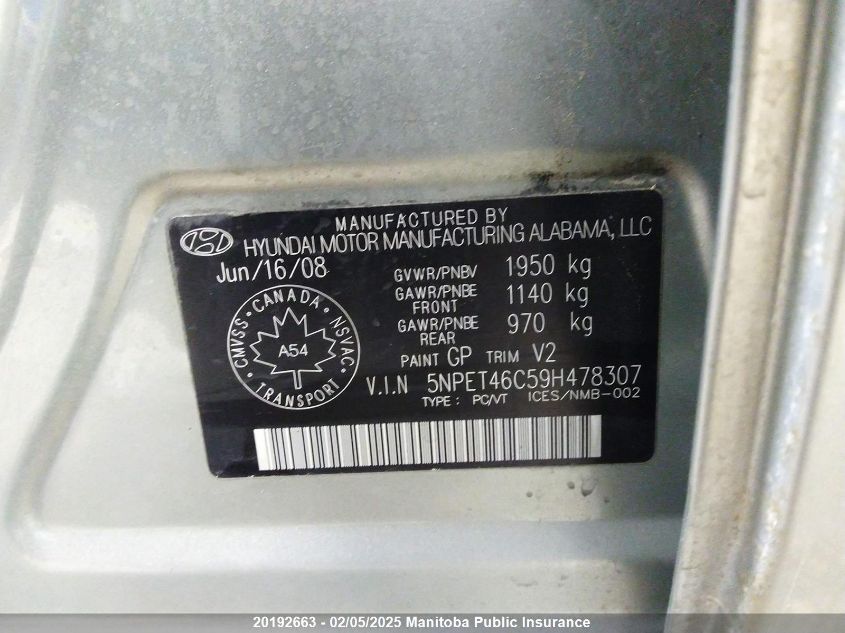 MANUFACTURED BY
HYUNDAI MOTOR MANUFACTURING ALABAMA, LLC
Jun/16/08
GVWR/PNBV 1950 kg
GAWR/PNBE FRONT 1140 kg
GAWR/PNBE REAR 970 kg
PAINT GP TRIM V2
CMVSS • CANADA • NSVAC • TRANSPORT •
A54
V.I.N 5NPET46C59H478307
TYPE : PC/VT ICES/NMB-002
20192663 - 02/05/2025 Manitoba Public Insurance